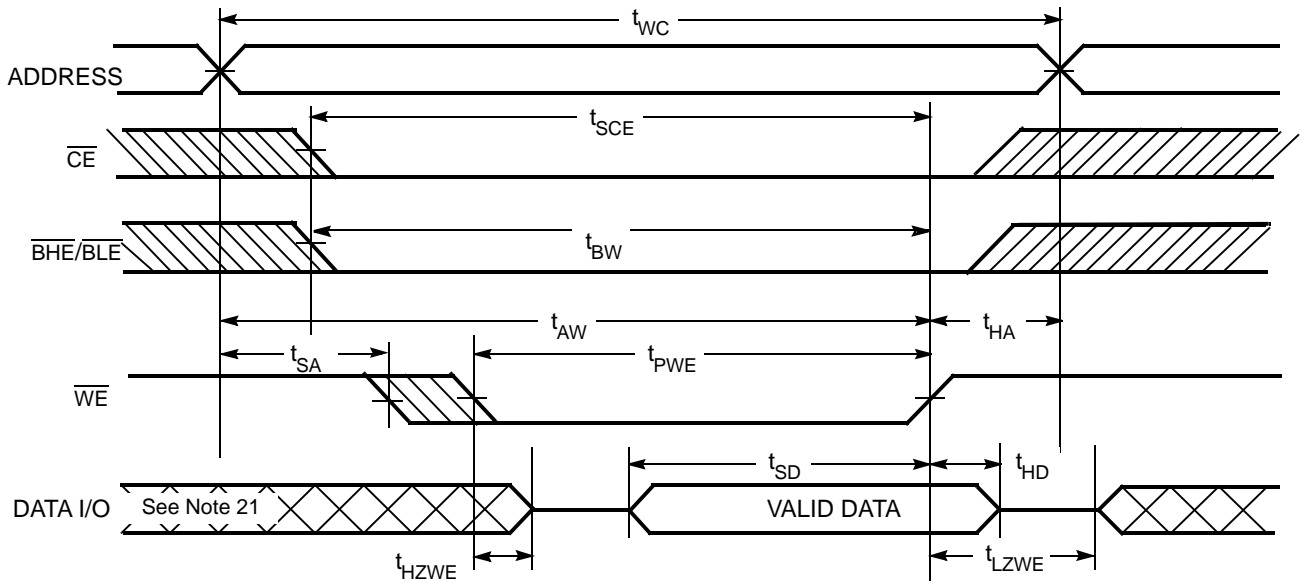 tWC
ADDRESS
tSCE
CE
tBW
BHE/BLE
tAW
tHA
tSA
tPWE
WE
tSD
tHD
DATA I/O
See Note 21
VALID DATA
tHZWE
tLZWE